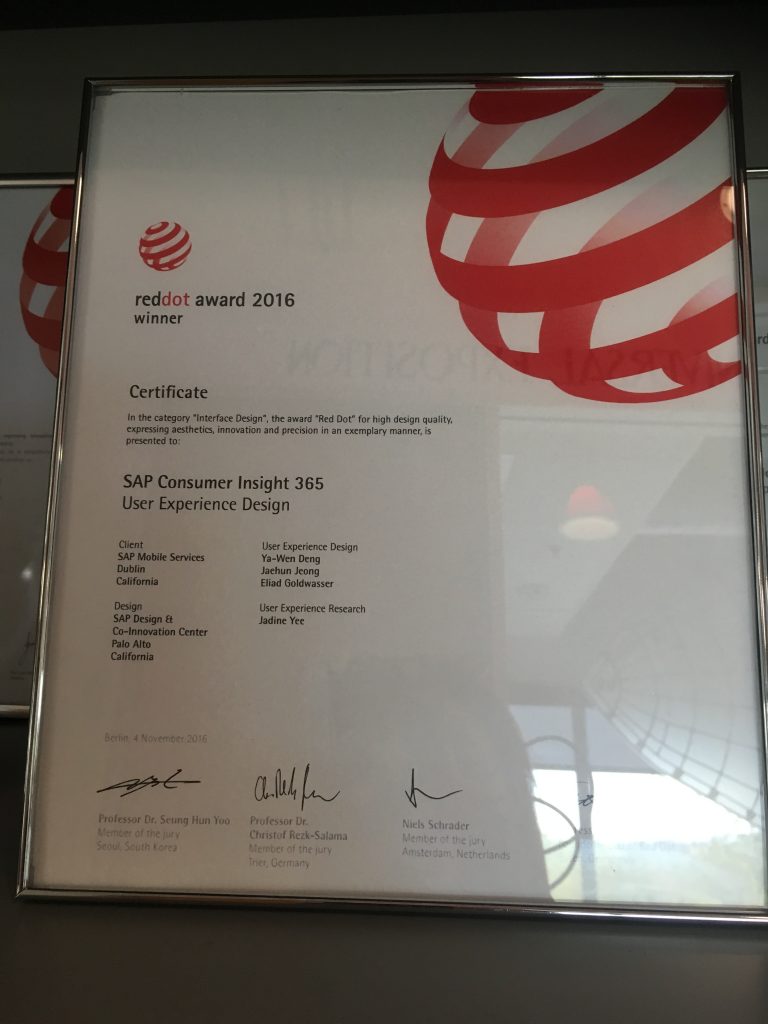 reddot award 2016
winner
Certificate
In the category "Interface Design", the award "Red Dot" for high design quality,
expressing aesthetics, innovation and precision in an exemplary manner, is
presented to:
SAP Consumer Insight 365
User Experience Design
Client
SAP Mobile Services
Dublin
California
User Experience Design
Ya-Wen Deng
Jaehun Jeong
Eliad Goldwasser
Design
SAP Design &
Co-Innovation Center
Palo Alto
California
User Experience Research
Jadine Yee
Berlin, 4 November 2016
Professor Dr. Seung Hun Yoo
Member of the jury
Seoul, South Korea
Professor Dr.
Christof Rezk-Salama
Member of the jury
Trier, Germany
Niels Schrader
Member of the jury
Amsterdam, Netherlands